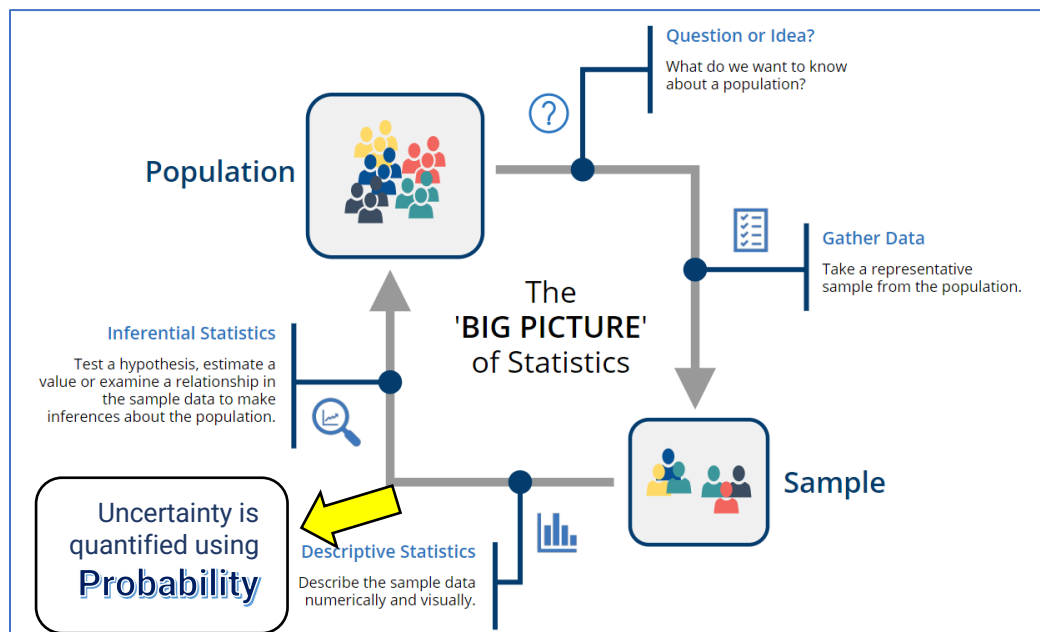 Question or Idea?
What do we want to know
about a population?
Population
?
Gather Data
Take a representative
sample from the population.
The
'BIG PICTURE'
of Statistics
Inferential Statistics
Test a hypothesis, estimate a
value or examine a relationship in
the sample data to make
inferences about the population.
Sample
Uncertainty is
quantified using
Probability
Descriptive Statistics
Describe the sample data
numerically and visually.